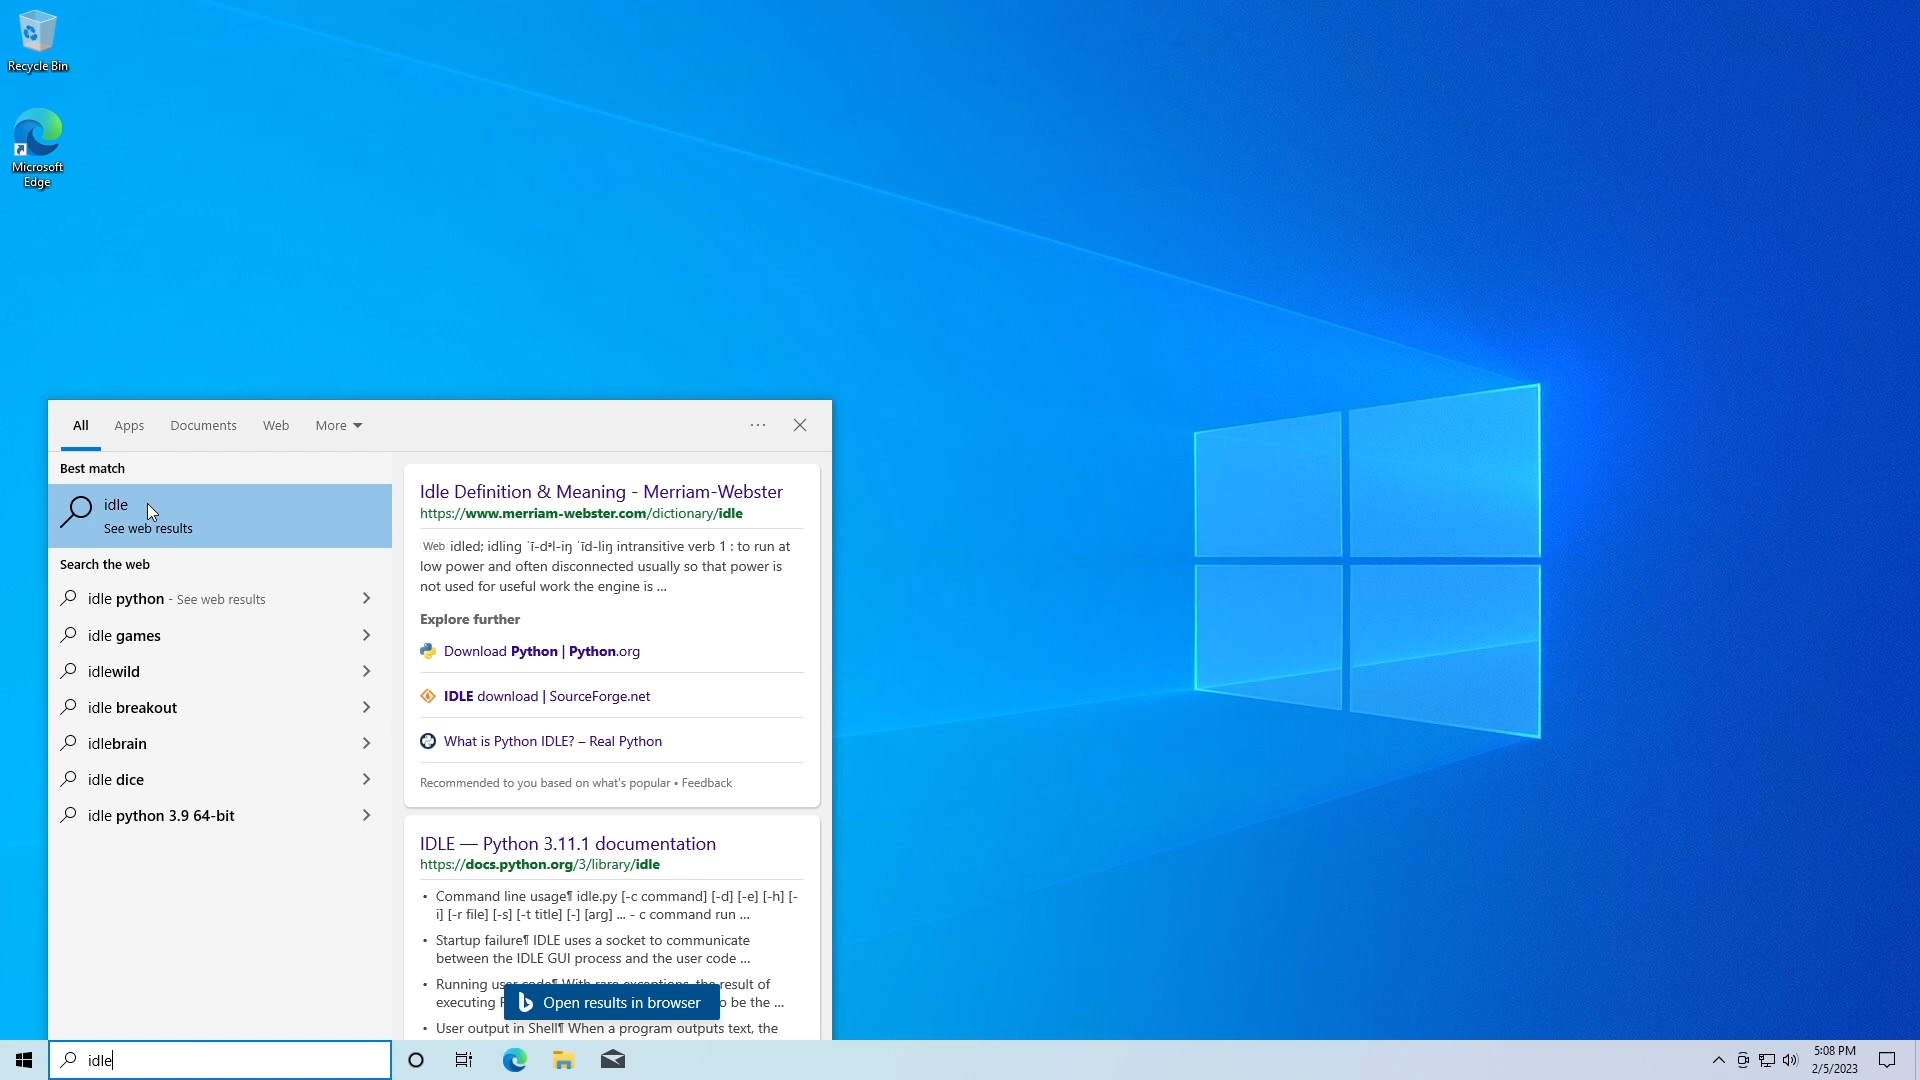 Recycle Bin
Microsoft
Edge
All
Apps
Documents
Web
More
Best match
idle
See web results
Search the web
idle python - See web results
idle games
idlewild
idle breakout
idlebrain
idle dice
idle python 3.9 64-bit
Idle Definition & Meaning - Merriam-Webster
https://www.merriam-webster.com/dictionary/idle
Web idled; idling ˈī-dᵊl-iŋ ˈīd-liŋ intransitive verb 1 : to run at
low power and often disconnected usually so that power is
not used for useful work the engine is ...
Explore further
Download Python | Python.org
IDLE download | SourceForge.net
What is Python IDLE? – Real Python
Recommended to you based on what's popular • Feedback
IDLE — Python 3.11.1 documentation
https://docs.python.org/3/library/idle
• Command line usage¶ idle.py [-c command] [-d] [-e] [-h] [-
i] [-r file] [-s] [-t title] [-] [arg] ... - c command run ...
• Startup failure¶ IDLE uses a socket to communicate
between the IDLE GUI process and the user code ...
• Running user code¶ With rare exceptions, the result of
executing o be the ...
Open results in browser
• User output in Shell¶ When a program outputs text, the
idle
5:08 PM
2/5/2023